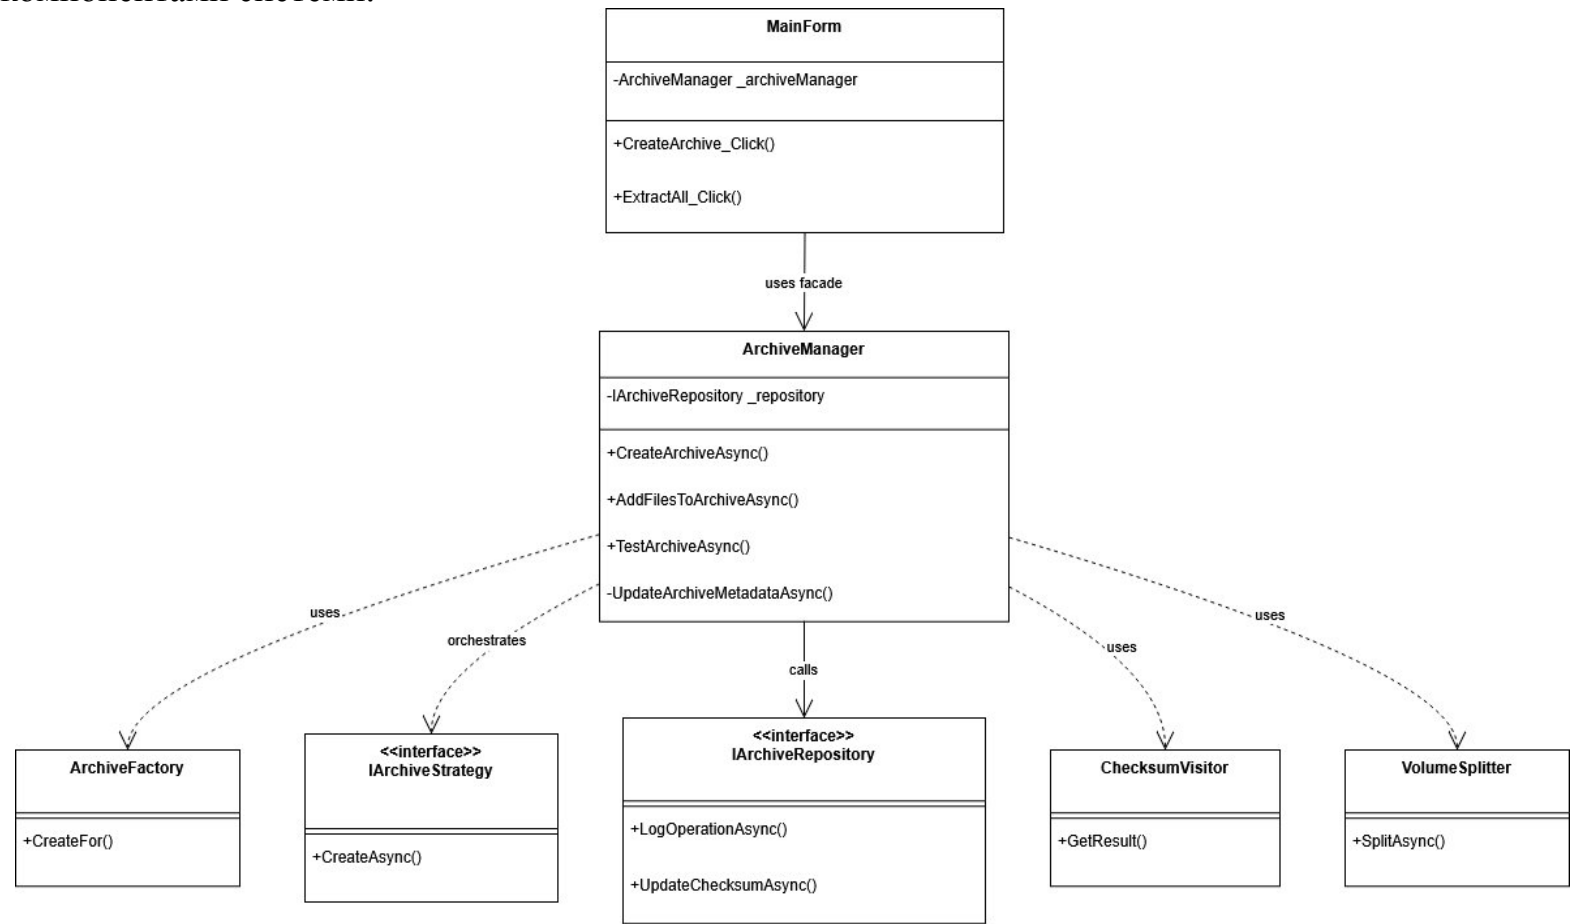 MainForm
-ArchiveManager _archiveManager
+CreateArchive_Click()
+ExtractAll_Click()
uses facade
ArchiveManager
-IArchiveRepository _repository
+CreateArchiveAsync()
+AddFilesToArchiveAsync()
+TestArchiveAsync()
-UpdateArchiveMetadataAsync()
uses
orchestrates
calls
uses
uses
ArchiveFactory
+CreateFor()
<<interface>>
IArchiveStrategy
+CreateAsync()
<<interface>>
IArchiveRepository
+LogOperationAsync()
+UpdateChecksumAsync()
ChecksumVisitor
+GetResult()
VolumeSplitter
+SplitAsync()